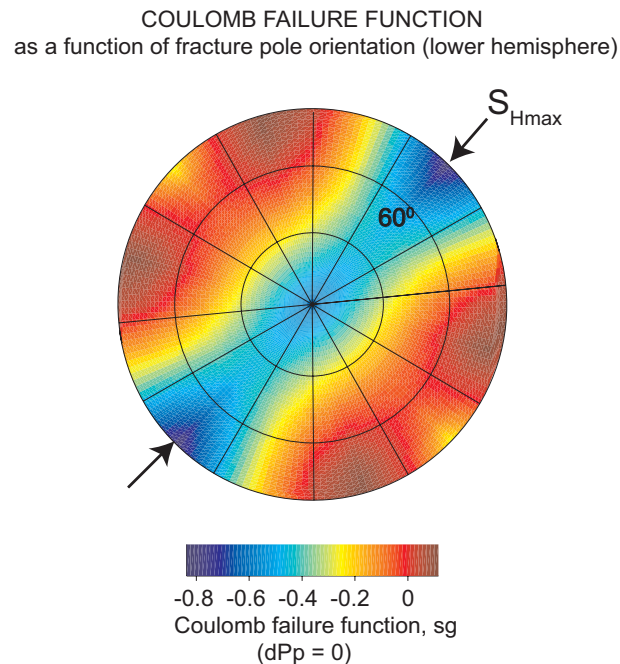 COULOMB FAILURE FUNCTION
as a function of fracture pole orientation (lower hemisphere)
S_Hmax
60⁰
-0.8 -0.6 -0.4 -0.2 0
Coulomb failure function, sg
(dPp = 0)